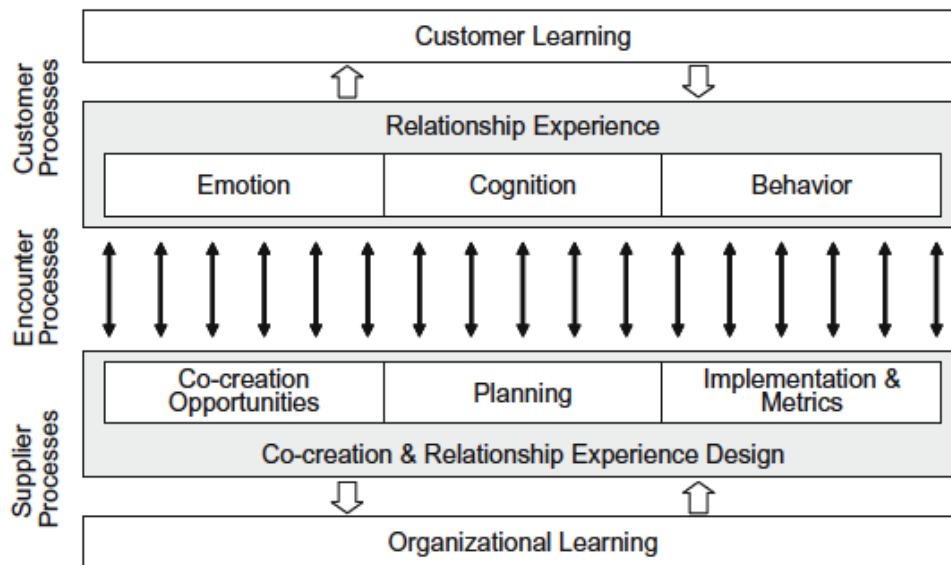 Customer Learning
Customer
Processes
Relationship Experience
Emotion
Cognition
Behavior
Encounter
Processes
Supplier
Processes
Co-creation
Opportunities
Planning
Implementation &
Metrics
Co-creation & Relationship Experience Design
Organizational Learning